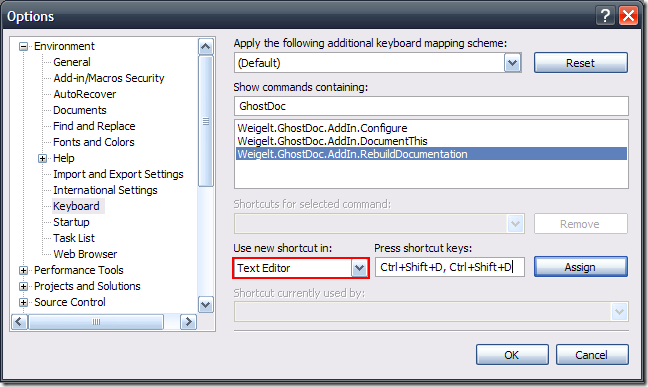 Options
Environment
General
Add-in/Macros Security
AutoRecover
Documents
Find and Replace
Fonts and Colors
Help
Import and Export Settings
International Settings
Keyboard
Startup
Task List
Web Browser
Performance Tools
Projects and Solutions
Source Control
Apply the following additional keyboard mapping scheme:
(Default)
Reset
Show commands containing:
GhostDoc
Weigelt.GhostDoc.AddIn.Configure
Weigelt.GhostDoc.AddIn.DocumentThis
Weigelt.GhostDoc.AddIn.RebuildDocumentation
Shortcuts for selected command:
Remove
Use new shortcut in:
Press shortcut keys:
Text Editor
Ctrl+Shift+D, Ctrl+Shift+D
Assign
Shortcut currently used by:
OK
Cancel